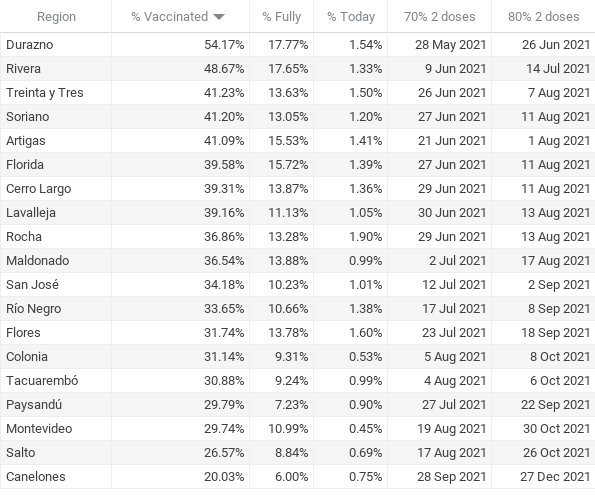 Region % Vaccinated % Fully % Today 70% 2 doses 80% 2 doses
Durazno 54.17% 17.77% 1.54% 28 May 2021 26 Jun 2021
Rivera 48.67% 17.65% 1.33% 9 Jun 2021 14 Jul 2021
Treinta y Tres 41.23% 13.63% 1.50% 26 Jun 2021 7 Aug 2021
Soriano 41.20% 13.05% 1.20% 27 Jun 2021 11 Aug 2021
Artigas 41.09% 15.53% 1.41% 21 Jun 2021 1 Aug 2021
Florida 39.58% 15.72% 1.39% 27 Jun 2021 11 Aug 2021
Cerro Largo 39.31% 13.87% 1.36% 29 Jun 2021 11 Aug 2021
Lavalleja 39.16% 11.13% 1.05% 30 Jun 2021 13 Aug 2021
Rocha 36.86% 13.28% 1.90% 29 Jun 2021 13 Aug 2021
Maldonado 36.54% 13.88% 0.99% 2 Jul 2021 17 Aug 2021
San José 34.18% 10.23% 1.01% 12 Jul 2021 2 Sep 2021
Río Negro 33.65% 10.66% 1.38% 17 Jul 2021 8 Sep 2021
Flores 31.74% 13.78% 1.60% 23 Jul 2021 18 Sep 2021
Colonia 31.14% 9.31% 0.53% 5 Aug 2021 8 Oct 2021
Tacuarembó 30.88% 9.24% 0.99% 4 Aug 2021 6 Oct 2021
Paysandú 29.79% 7.23% 0.90% 27 Jul 2021 22 Sep 2021
Montevideo 29.74% 10.99% 0.45% 19 Aug 2021 30 Oct 2021
Salto 26.57% 8.84% 0.69% 17 Aug 2021 26 Oct 2021
Canelones 20.03% 6.00% 0.75% 28 Sep 2021 27 Dec 2021